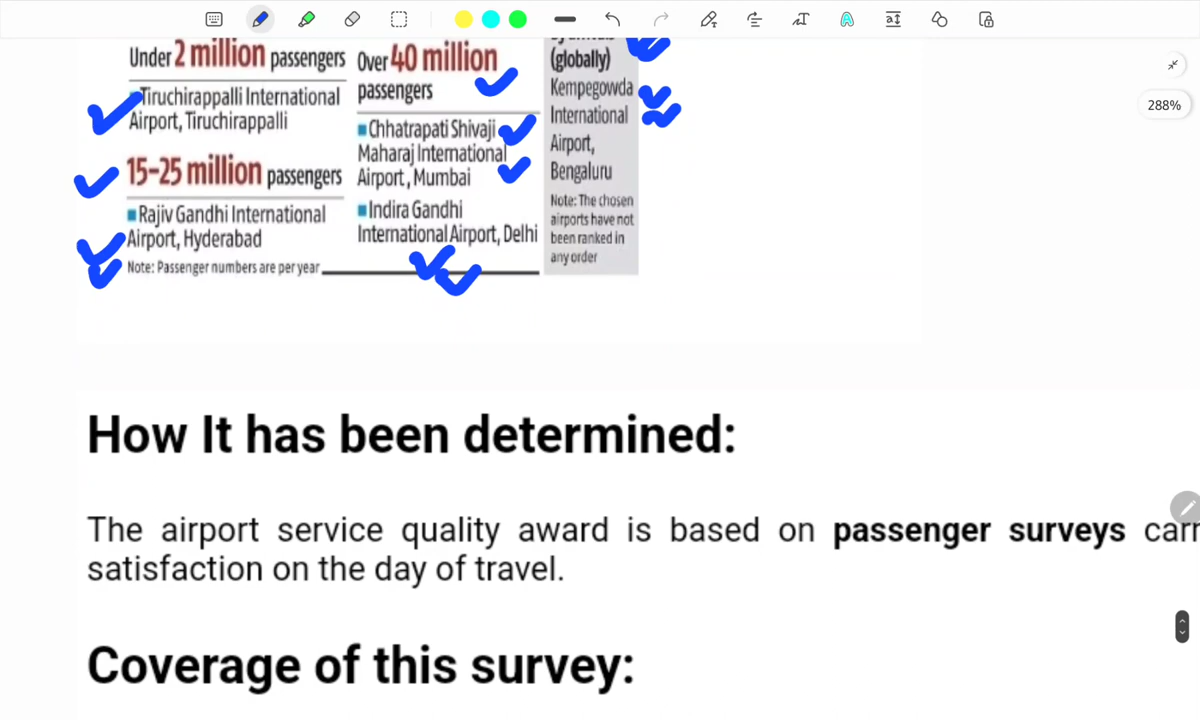 288%
Under 2 million passengers
Tiruchirappalli International
Airport, Tiruchirappalli
15-25 million passengers
Rajiv Gandhi International
Airport, Hyderabad
Note: Passenger numbers are per year
Over 40 million
passengers
Chhatrapati Shivaji
Maharaj International
Airport, Mumbai
Indira Gandhi
International Airport, Delhi
(globally)
Kempegowda
International
Airport,
Bengaluru
Note: The chosen
airports have not
been ranked in
any order
How It has been determined:
The airport service quality award is based on passenger surveys
satisfaction on the day of travel.
Coverage of this survey: